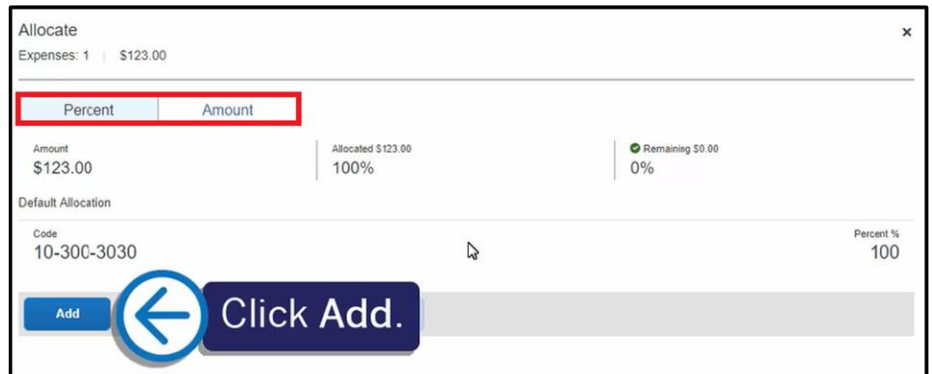 Allocate
×
Expenses: 1 | $123.00
Percent Amount
Amount
$123.00
Allocated $123.00
100%
Remaining $0.00
0%
Default Allocation
Code
10-300-3030
Percent %
100
Add
Click Add.